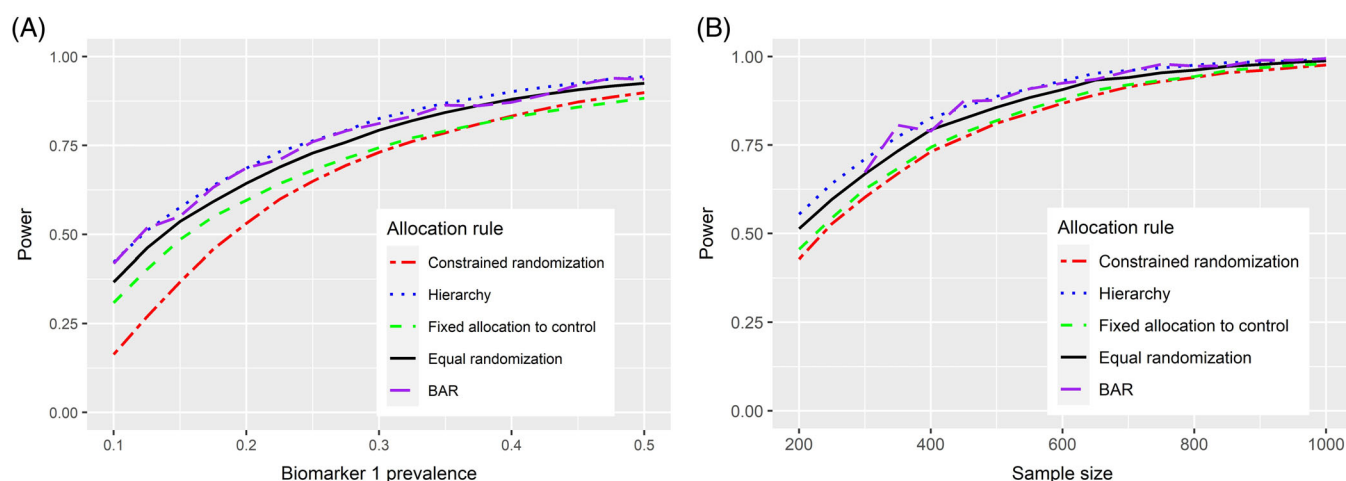 (A)
1.00
0.75
0.50
0.25
0.00
Power
Allocation rule
Constrained randomization
Hierarchy
Fixed allocation to control
Equal randomization
BAR
0.1
0.2
0.3
0.4
0.5
Biomarker 1 prevalence
(B)
1.00
0.75
0.50
0.25
0.00
Power
Allocation rule
Constrained randomization
Hierarchy
Fixed allocation to control
Equal randomization
BAR
200
400
600
800
1000
Sample size